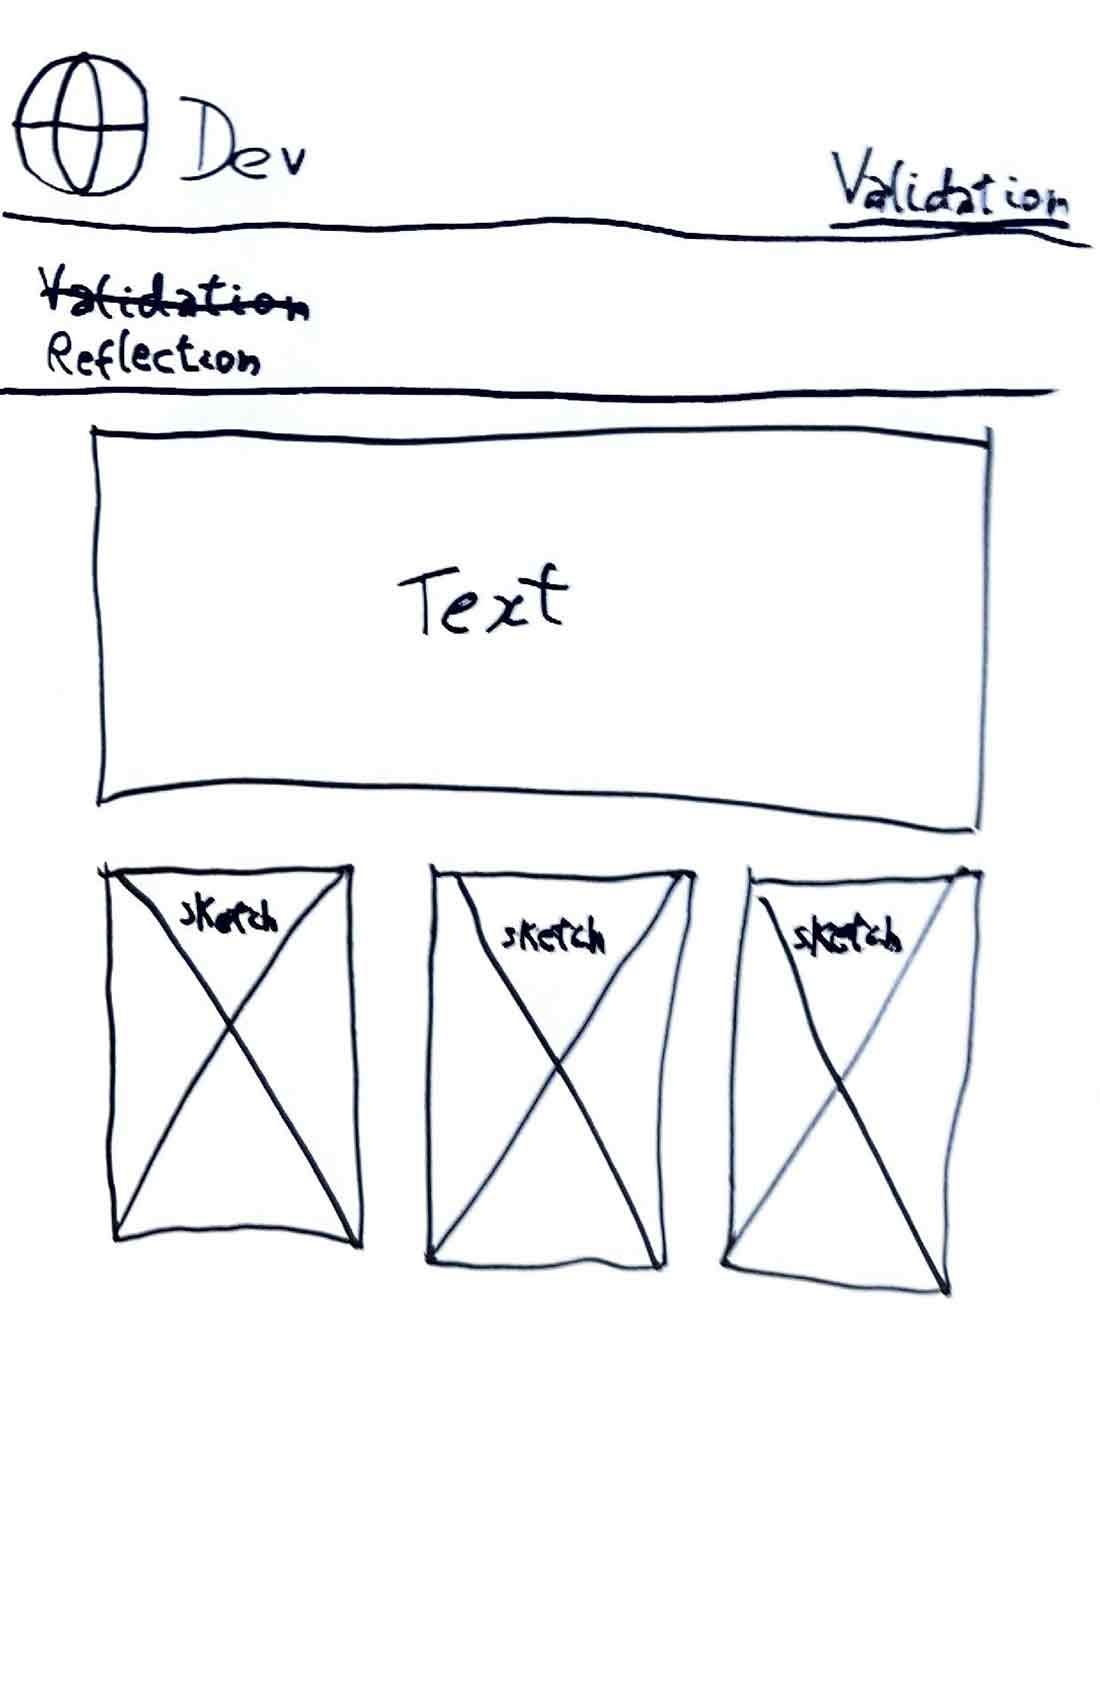 Dev
Validation
Validation
Reflection
Text
sketch
sketch
sketch